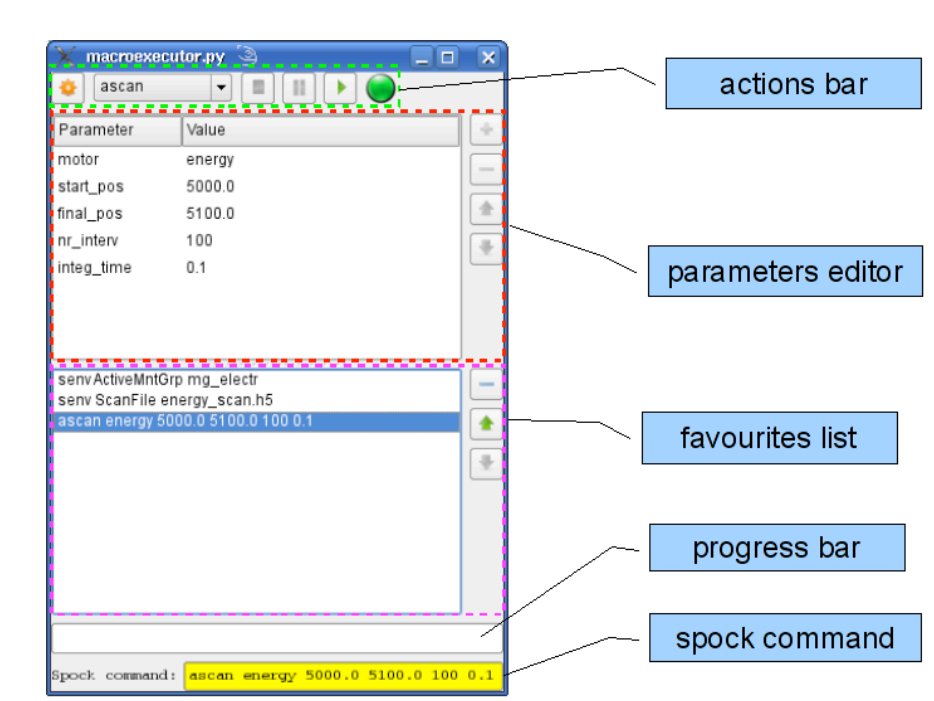 macroexecutor.py
ascan
actions bar
Parameter Value
motor energy
start_pos 5000.0
final_pos 5100.0
nr_interv 100
integ_time 0.1
parameters editor
senv ActiveMntGrp mg_electr
senv ScanFile energy_scan.h5
ascan energy 5000.0 5100.0 100 0.1
favourites list
progress bar
spock command
Spock command: ascan energy 5000.0 5100.0 100 0.1